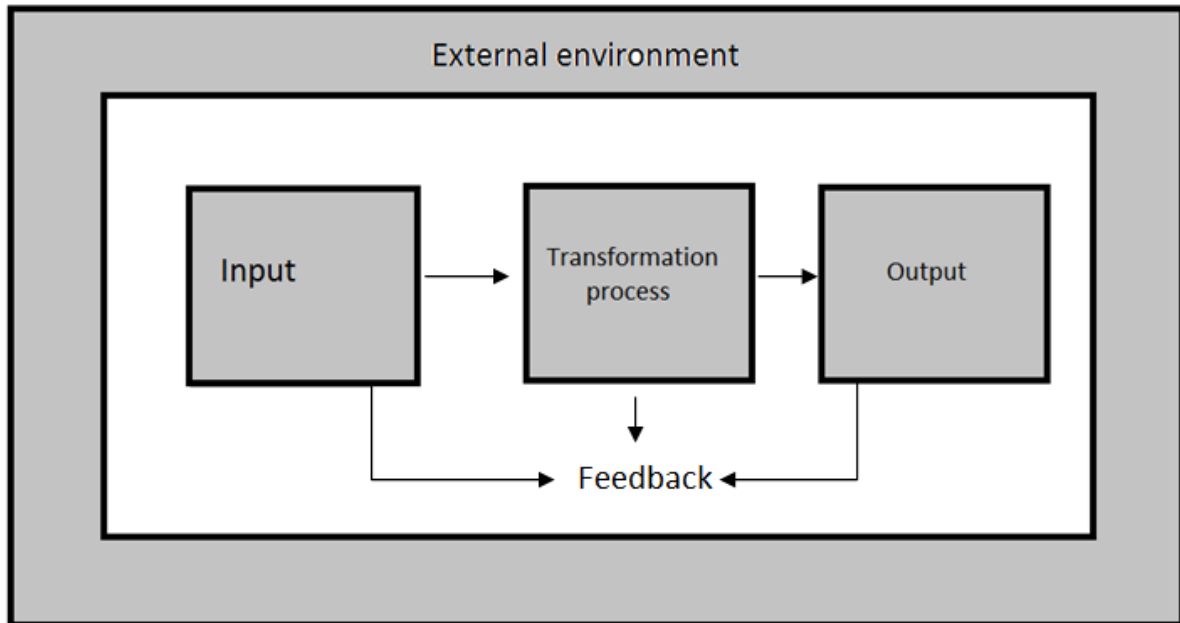 External environment
Input
Transformation
process
Output
Feedback